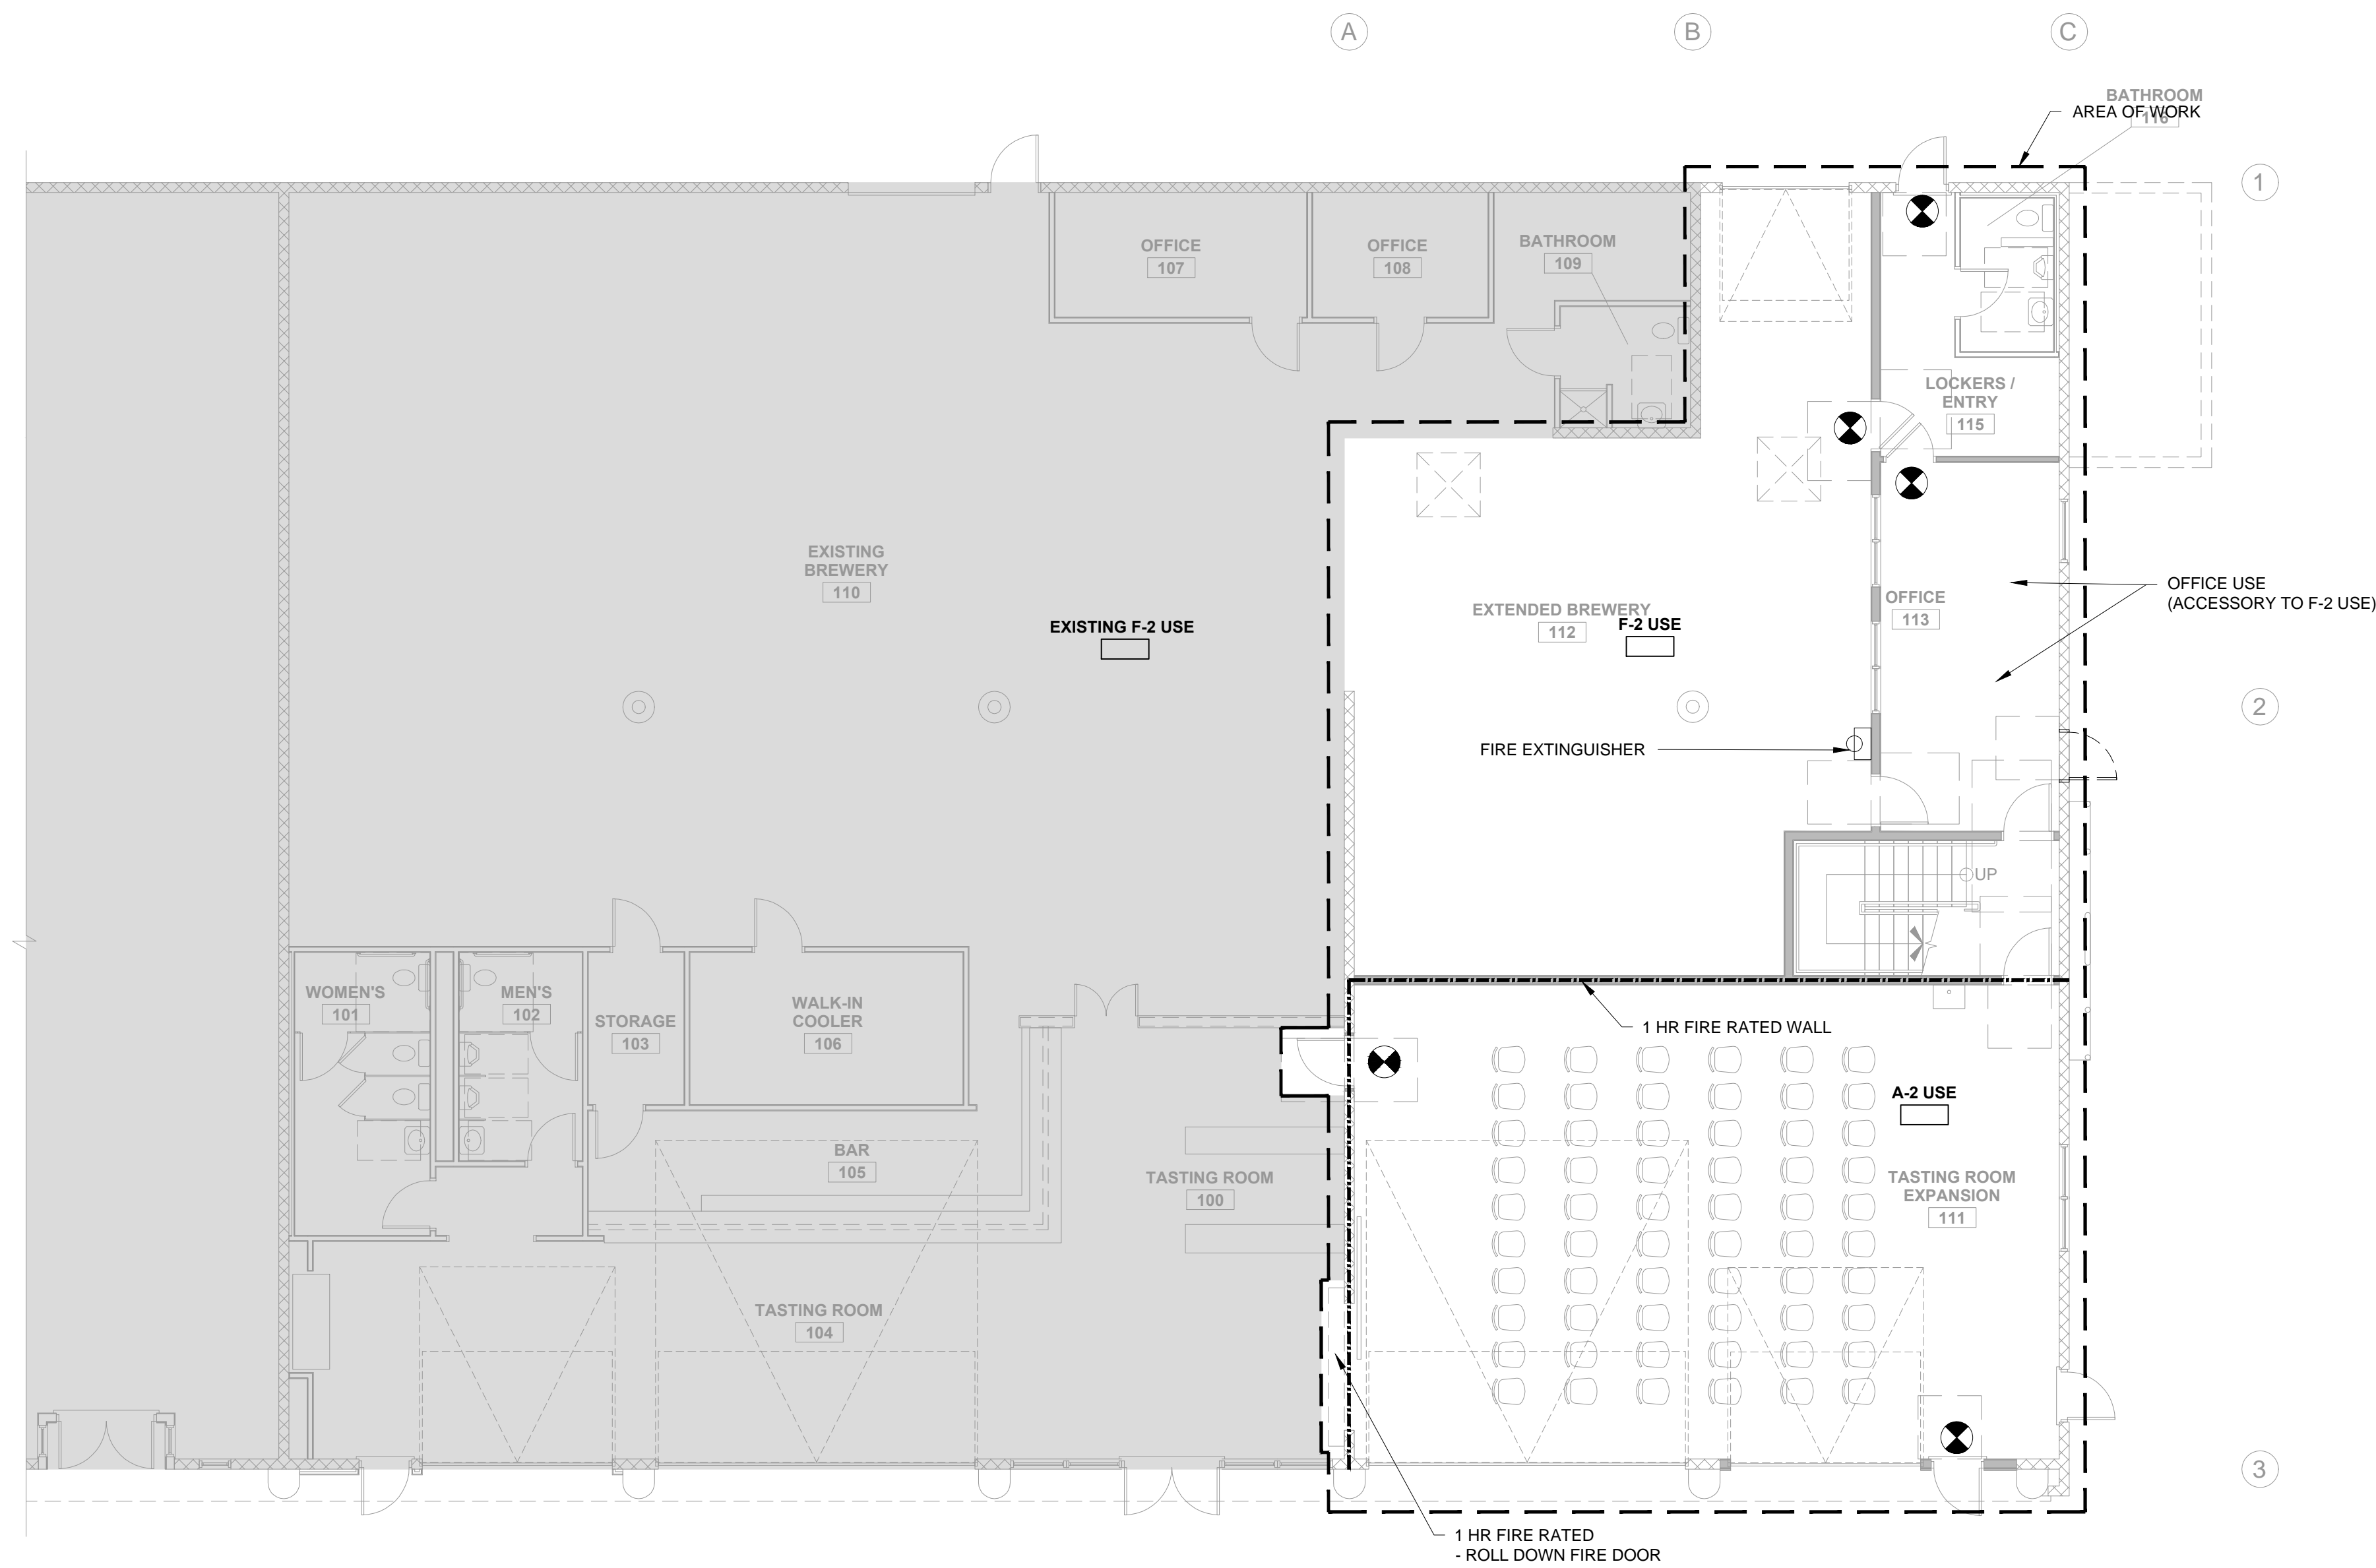 A
B
C
BATHROOM
116
AREA OF WORK
1
OFFICE
107
OFFICE
108
BATHROOM
109
LOCKERS /
ENTRY
115
EXISTING
BREWERY
110
EXISTING F-2 USE
EXTENDED BREWERY
112
F-2 USE
OFFICE
113
OFFICE USE
(ACCESSORY TO F-2 USE)
2
FIRE EXTINGUISHER
UP
WOMEN'S
101
MEN'S
102
STORAGE
103
WALK-IN
COOLER
106
1 HR FIRE RATED WALL
A-2 USE
BAR
105
TASTING ROOM
100
TASTING ROOM
EXPANSION
111
TASTING ROOM
104
3
1 HR FIRE RATED
- ROLL DOWN FIRE DOOR